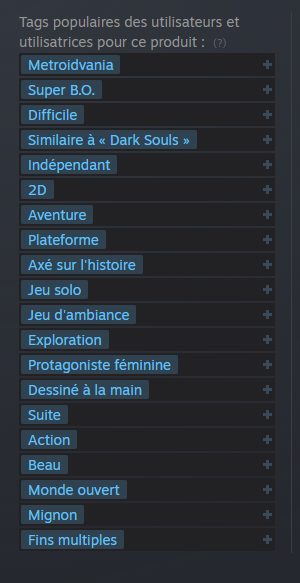 Tags populaires des utilisateurs et
utilisatrices pour ce produit : (?)
Metroidvania +
Super B.O. +
Difficile +
Similaire à « Dark Souls » +
Indépendant +
2D +
Aventure +
Plateforme +
Axé sur l'histoire +
Jeu solo +
Jeu d'ambiance +
Exploration +
Protagoniste féminine +
Dessiné à la main +
Suite +
Action +
Beau +
Monde ouvert +
Mignon +
Fins multiples +